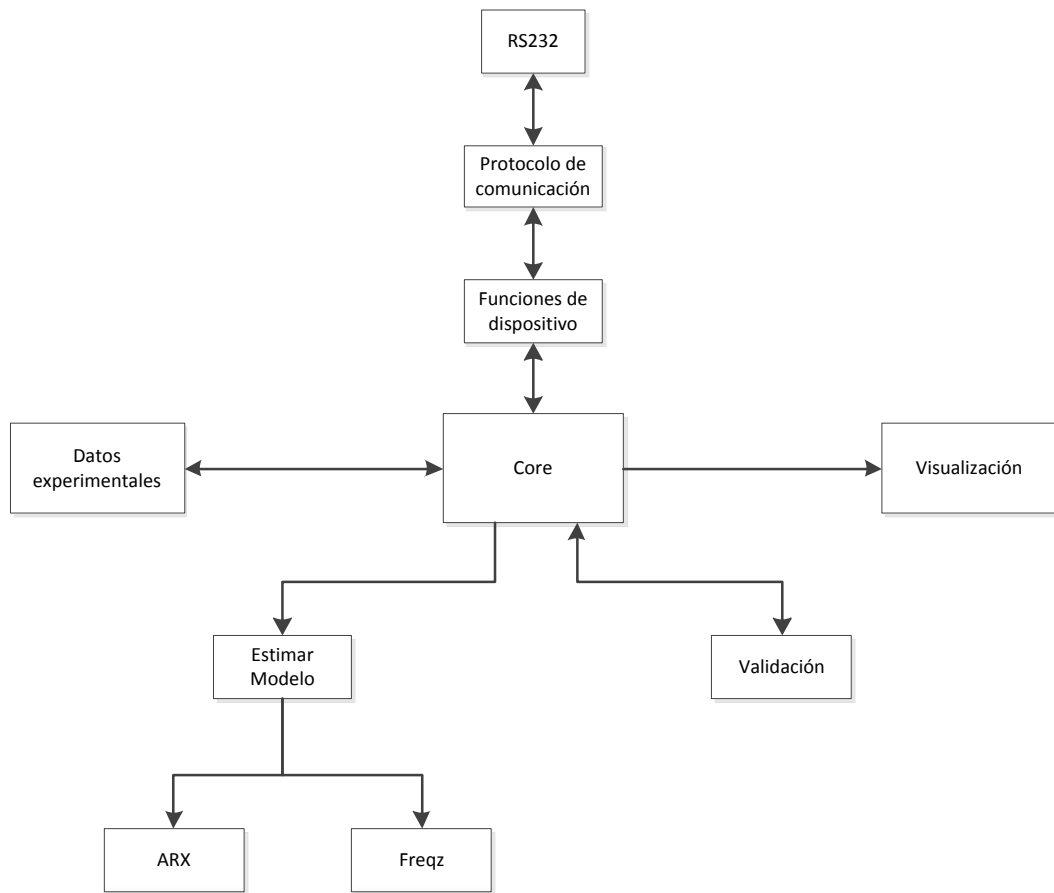 RS232
Protocolo de
comunicación
Funciones de
dispositivo
Datos
experimentales
Core
Visualización
Estimar
Modelo
Validación
ARX
Freqz